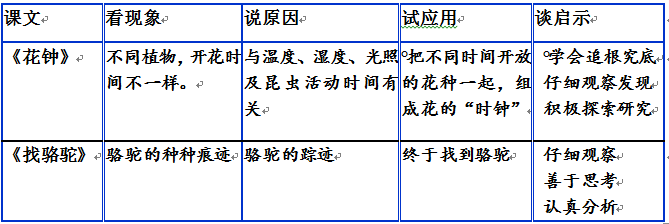 课文 看现象 说原因 试应用 谈启示
《花钟》 不同植物，开花时 与温度、湿度、光照 把不同时间开放 学会追根究底
间不一样。 及昆虫活动时间有 的花种一起，组 仔细观察发现
关 成花的“时钟” 积极探索研究
《找骆驼》 骆驼的种种痕迹 骆驼的踪迹 终于找到骆驼 仔细观察
善于思考
认真分析